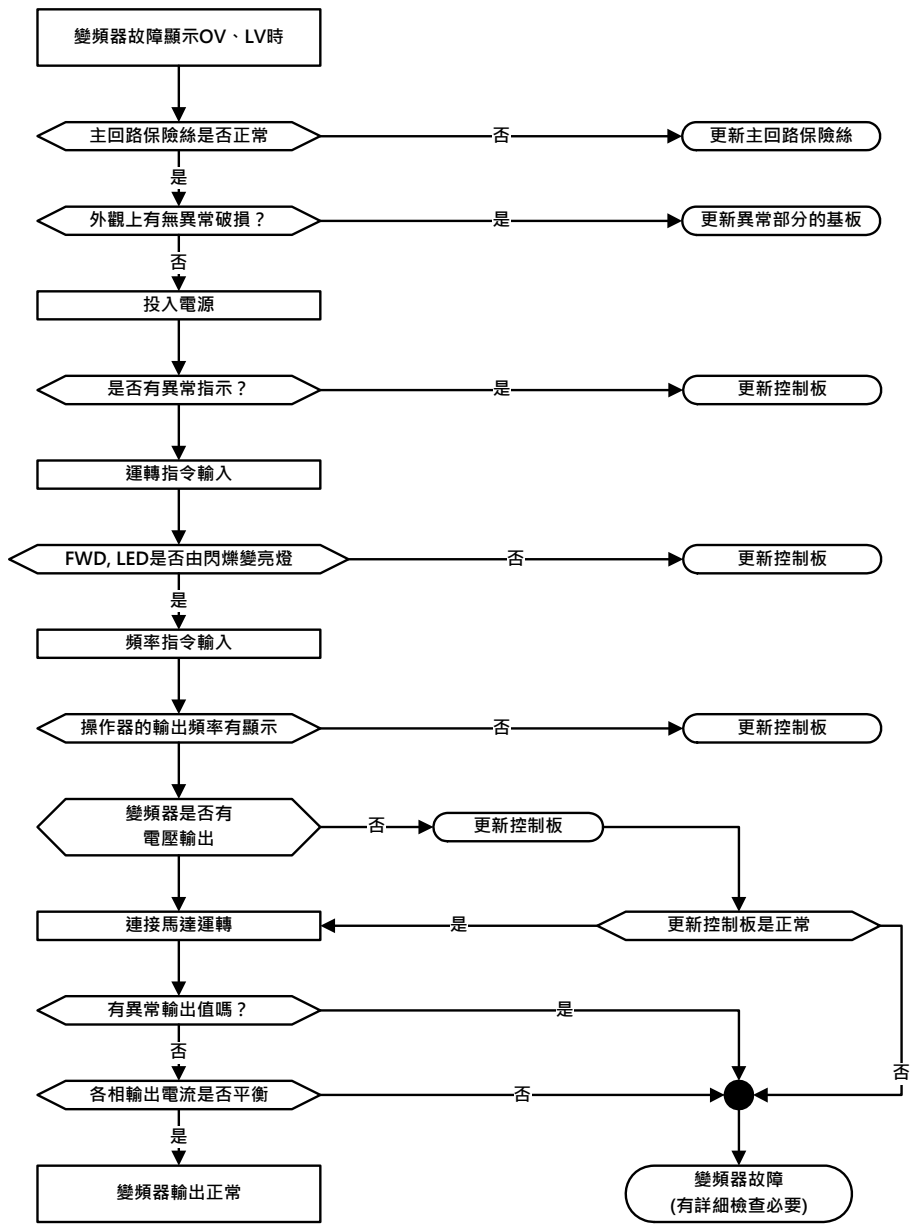 變頻器故障顯示OV、LV時
主回路保險絲是否正常
否
更新主回路保險絲
是
外觀上有無異常破損？
是
更新異常部分的基板
否
投入電源
是否有異常指示？
是
更新控制板
運轉指令輸入
FWD, LED是否由閃爍變亮燈
否
更新控制板
是
頻率指令輸入
操作器的輸出頻率有顯示
否
更新控制板
變頻器是否有
電壓輸出
否
更新控制板
連接馬達運轉
是
更新控制板是正常
有異常輸出值嗎？
是
否
否
各相輸出電流是否平衡
否
是
變頻器輸出正常
變頻器故障
(有詳細檢查必要)